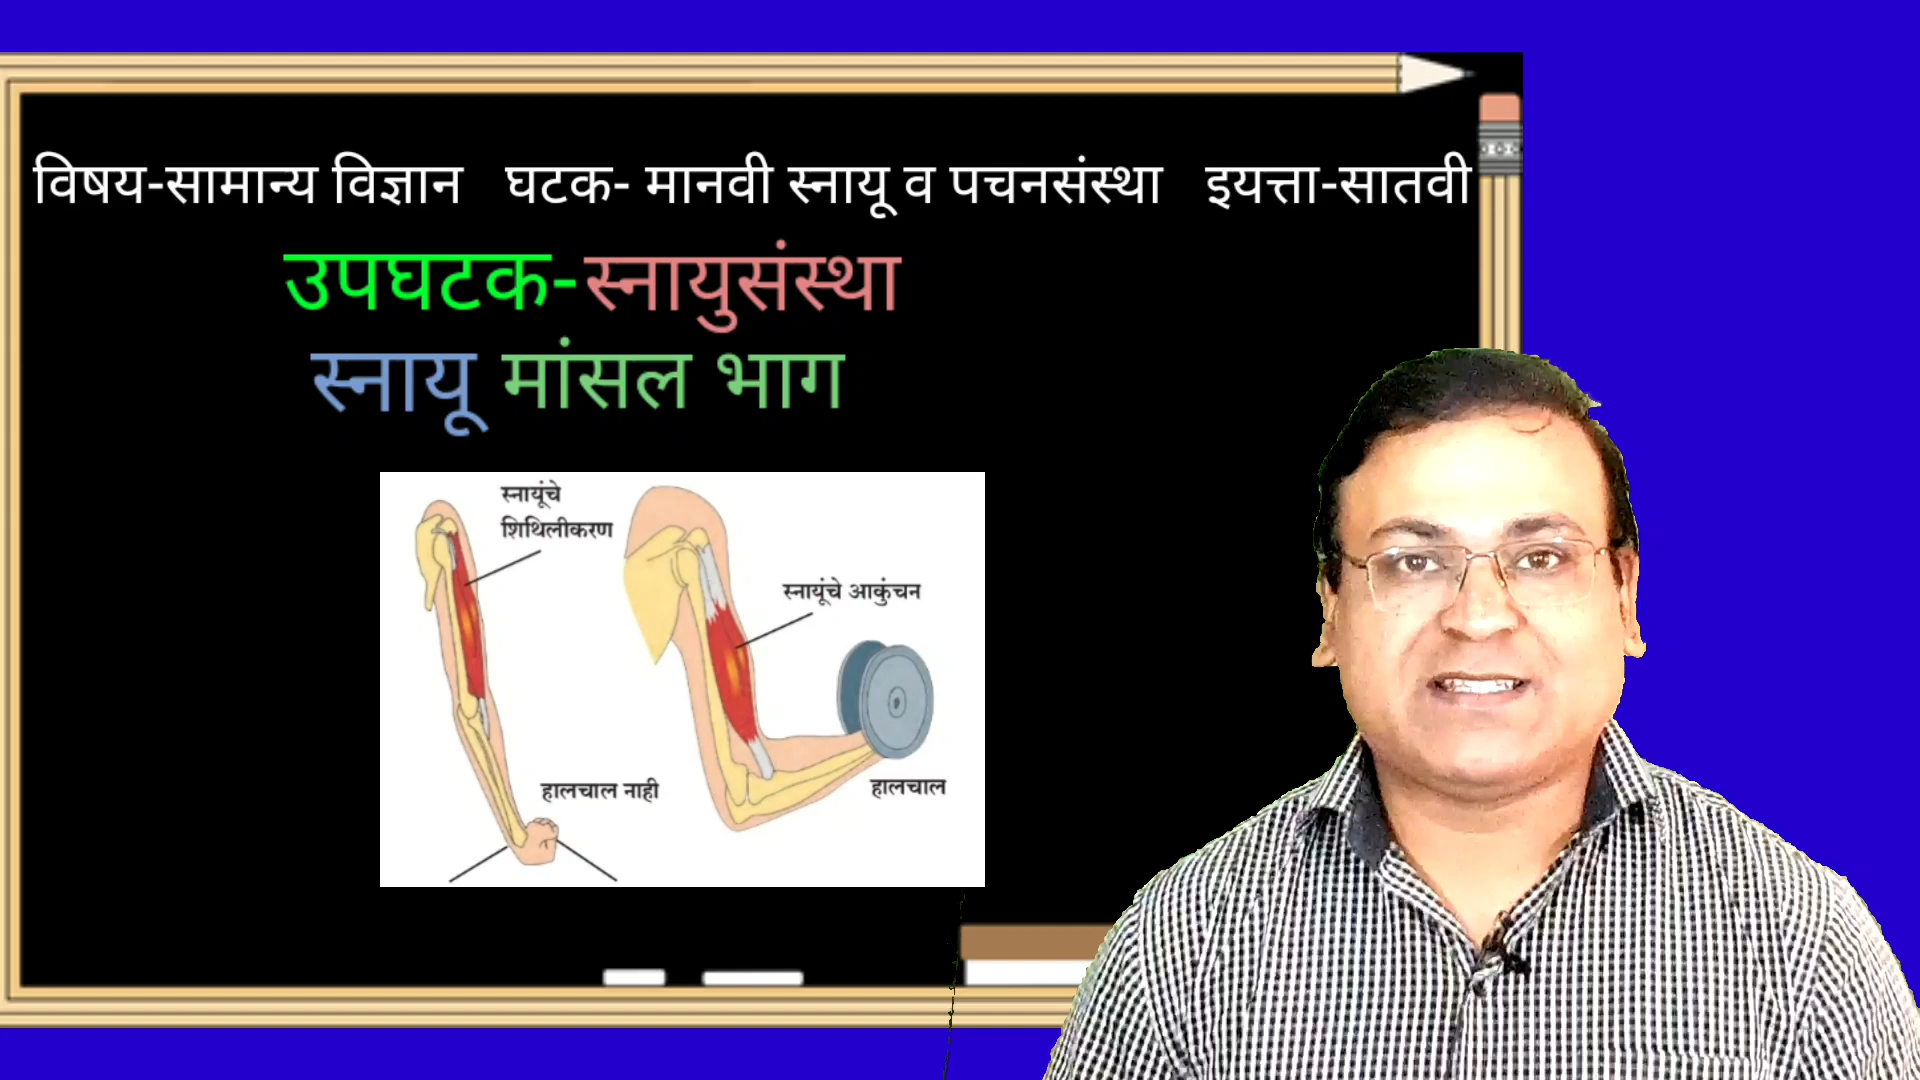 विषय-सामान्य विज्ञान घटक- मानवी स्नायू व पचनसंस्था इयत्ता-सातवी
उपघटक-स्नायुसंस्था
स्नायू मांसल भाग
स्नायूंचे
शिथिलीकरण
स्नायूंचे आकुंचन
हालचाल नाही
हालचाल